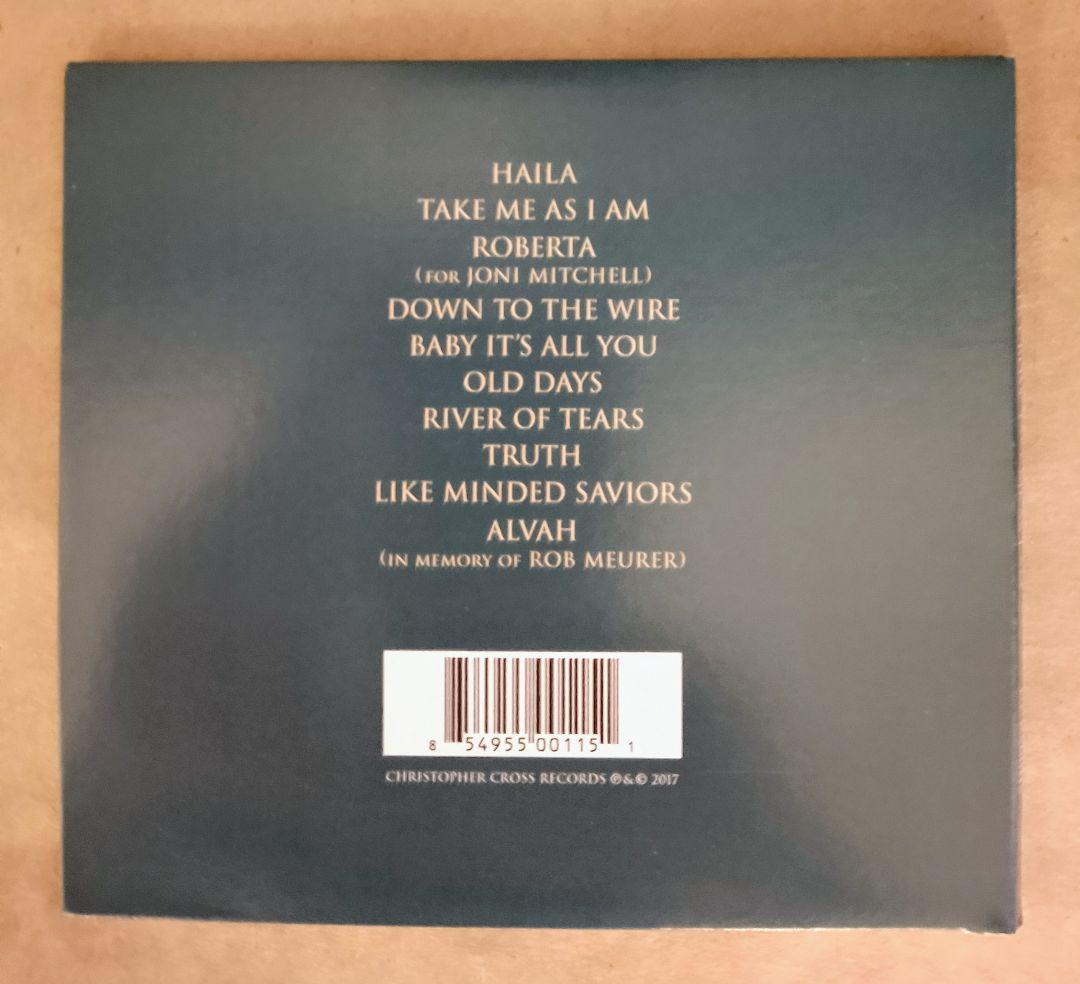 HAILA
TAKE ME AS I AM
ROBERTA
(FOR JONI MITCHELL)
DOWN TO THE WIRE
BABY IT'S ALL YOU
OLD DAYS
RIVER OF TEARS
TRUTH
LIKE MINDED SAVIORS
ALVAH
(IN MEMORY OF ROB MEURER)
8 54955 00115 1
CHRISTOPHER CROSS RECORDS ℗&© 2017